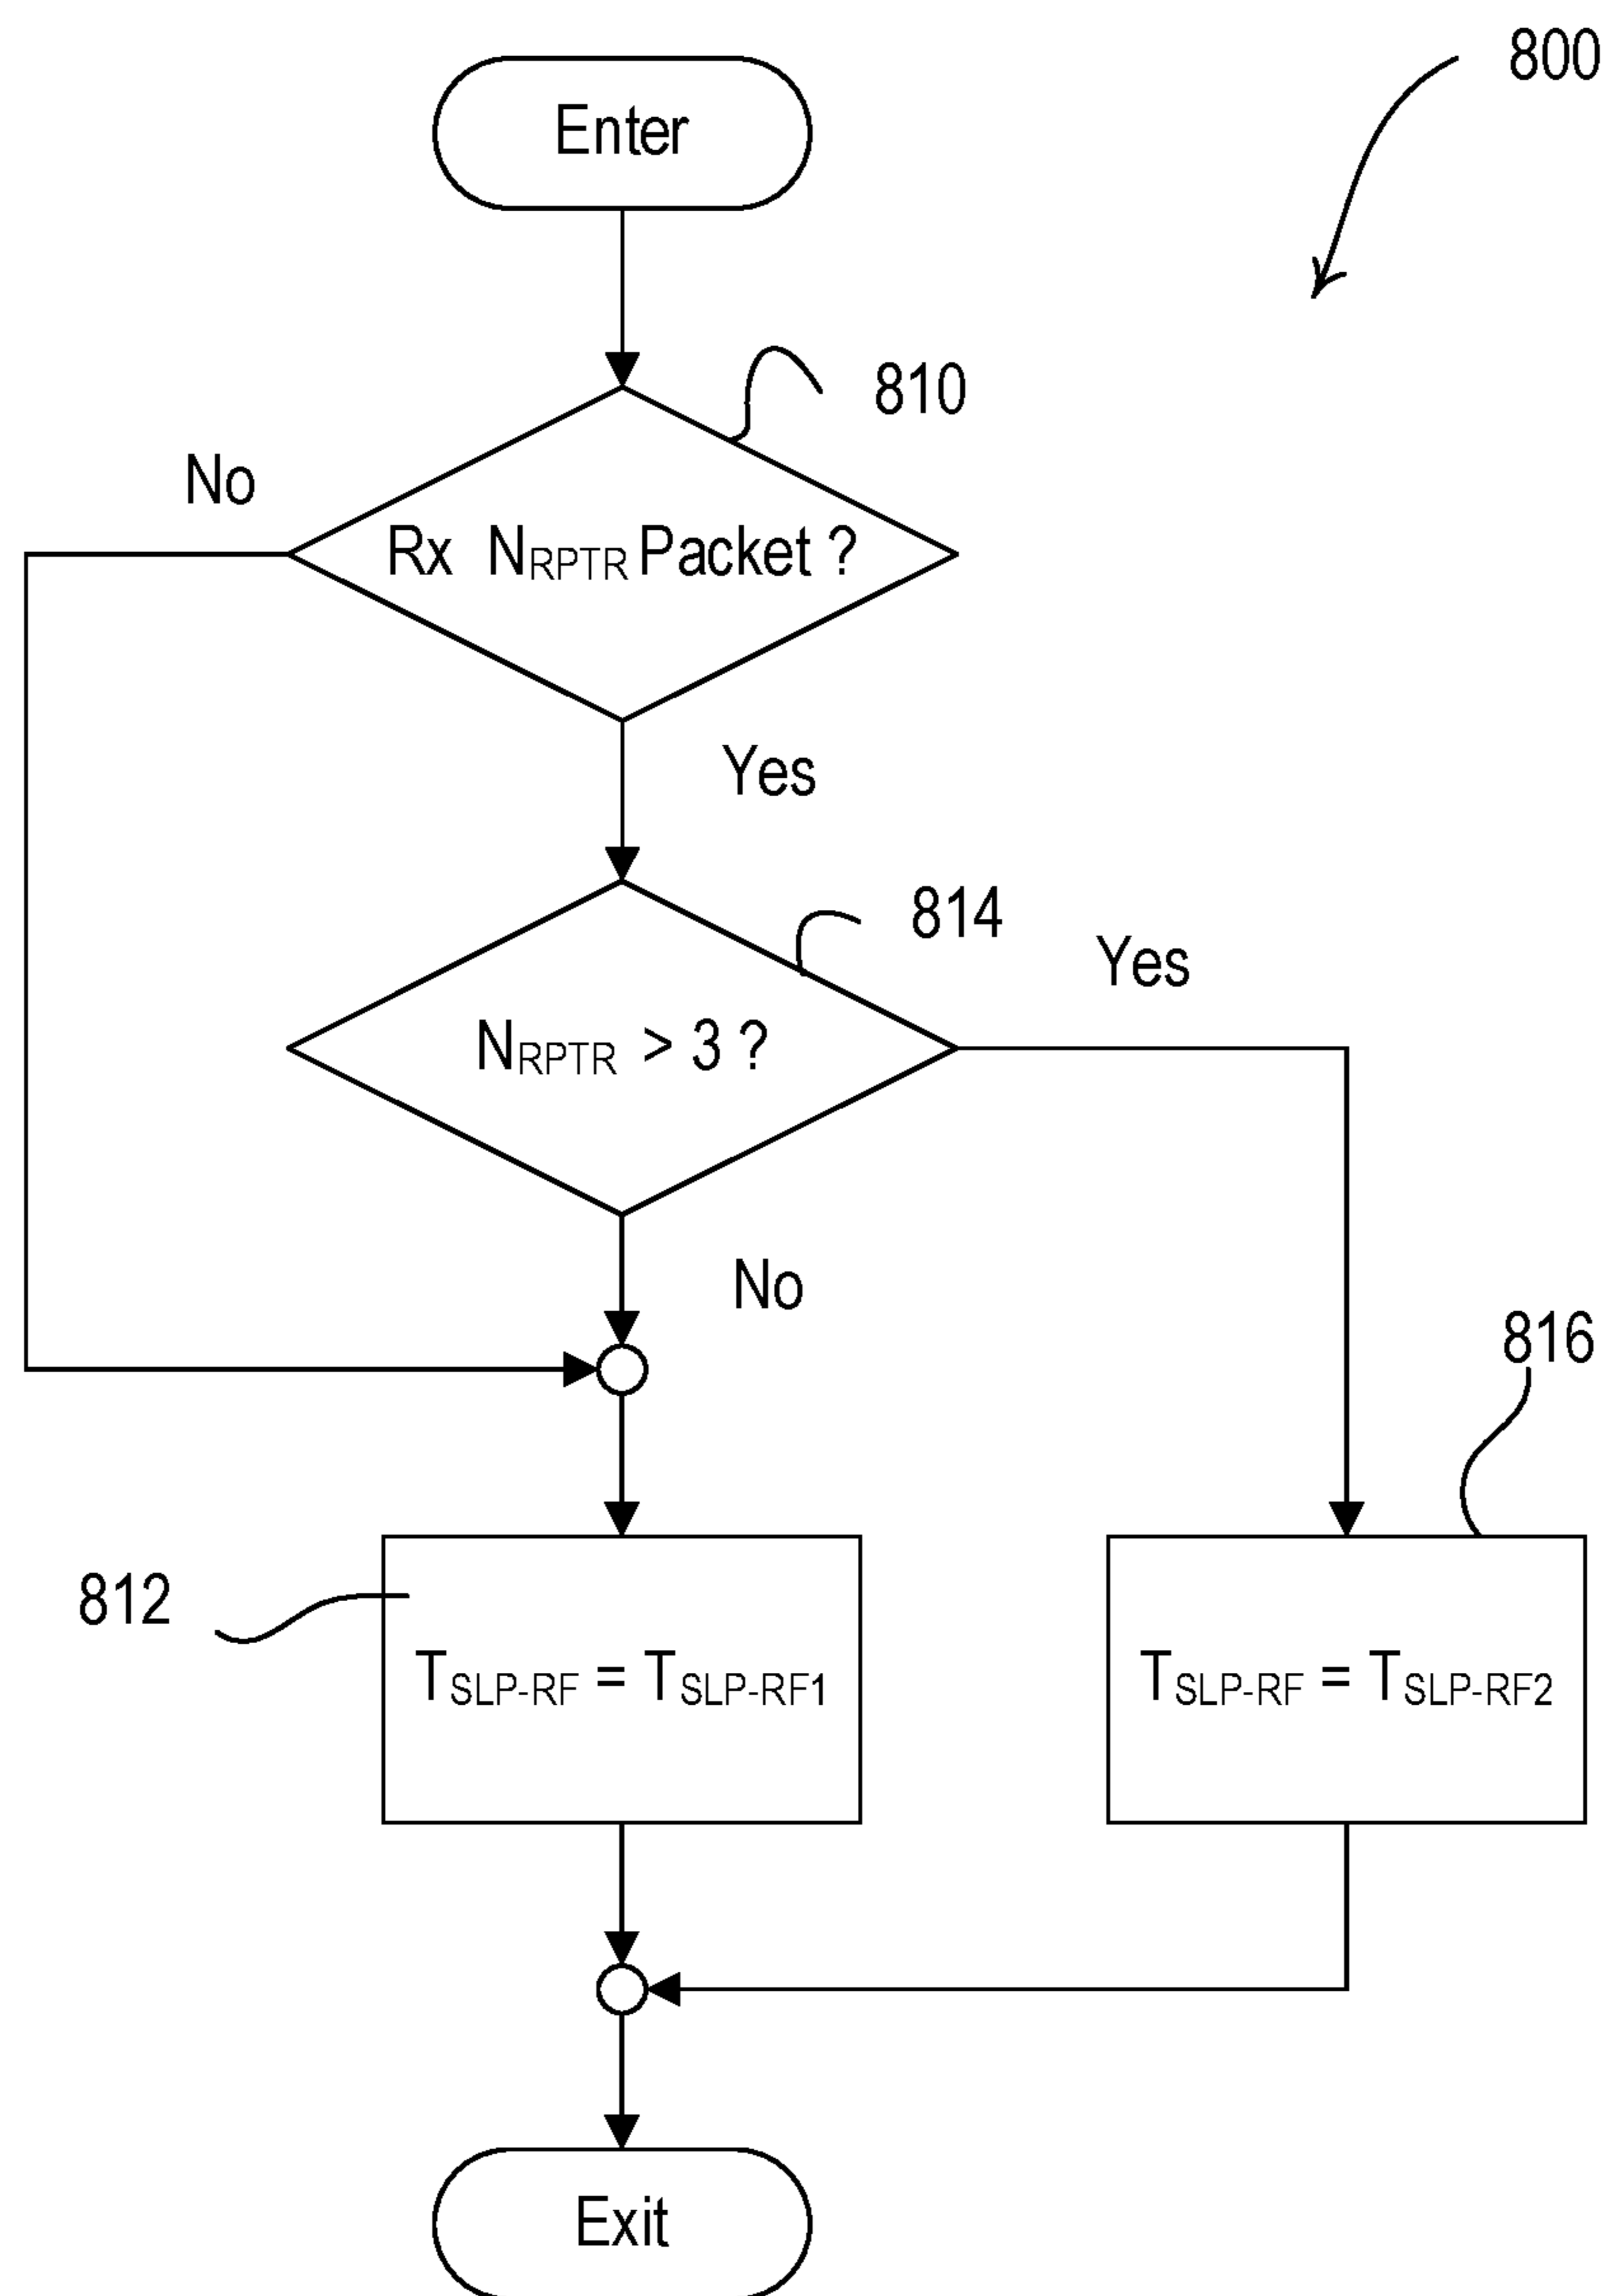 800
Enter
810
No
Rx NRPTR Packet ?
Yes
814
Yes
NRPTR > 3 ?
No
816
812
TSLP-RF = TSLP-RF1
TSLP-RF = TSLP-RF2
Exit